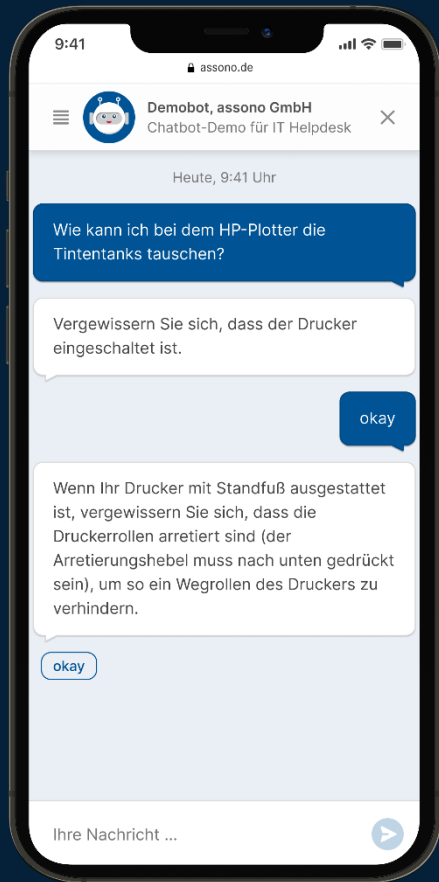 9:41
assono.de
Demobot, assono GmbH
Chatbot-Demo für IT Helpdesk
Heute, 9:41 Uhr
Wie kann ich bei dem HP-Plotter die
Tintentanks tauschen?
Vergewissern Sie sich, dass der Drucker
eingeschaltet ist.
okay
Wenn Ihr Drucker mit Standfuß ausgestattet
ist, vergewissern Sie sich, dass die
Druckerrollen arretiert sind (der
Arretierungshebel muss nach unten gedrückt
sein), um so ein Wegrollen des Druckers zu
verhindern.
okay
Ihre Nachricht ...